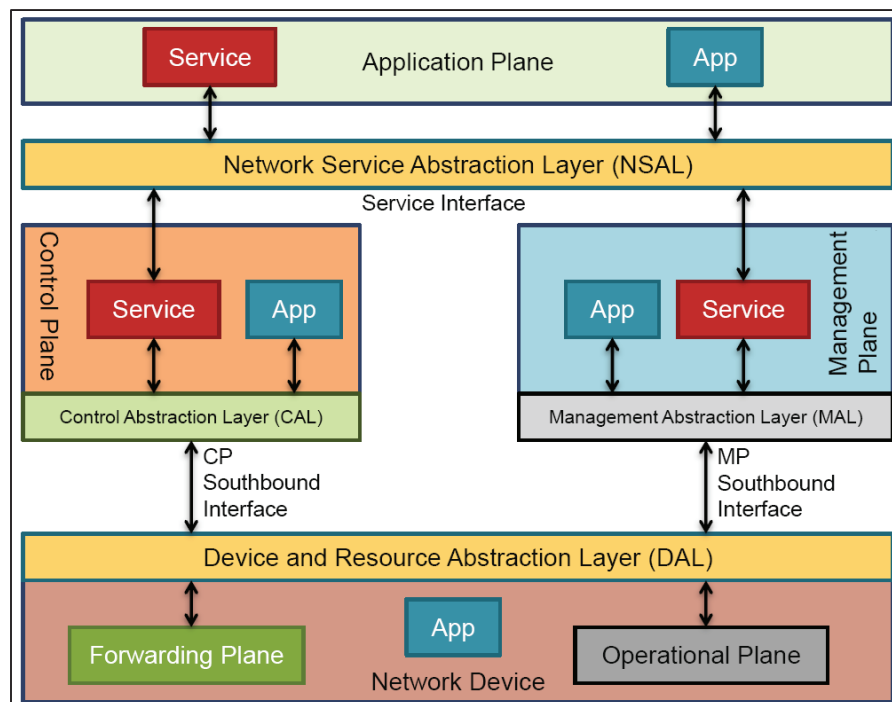 Service
Application Plane
App
Network Service Abstraction Layer (NSAL)
Service Interface
Control Plane
Service
App
App
Service
Management
Plane
Control Abstraction Layer (CAL)
Management Abstraction Layer (MAL)
CP
Southbound
Interface
MP
Southbound
Interface
Device and Resource Abstraction Layer (DAL)
App
Forwarding Plane
Operational Plane
Network Device